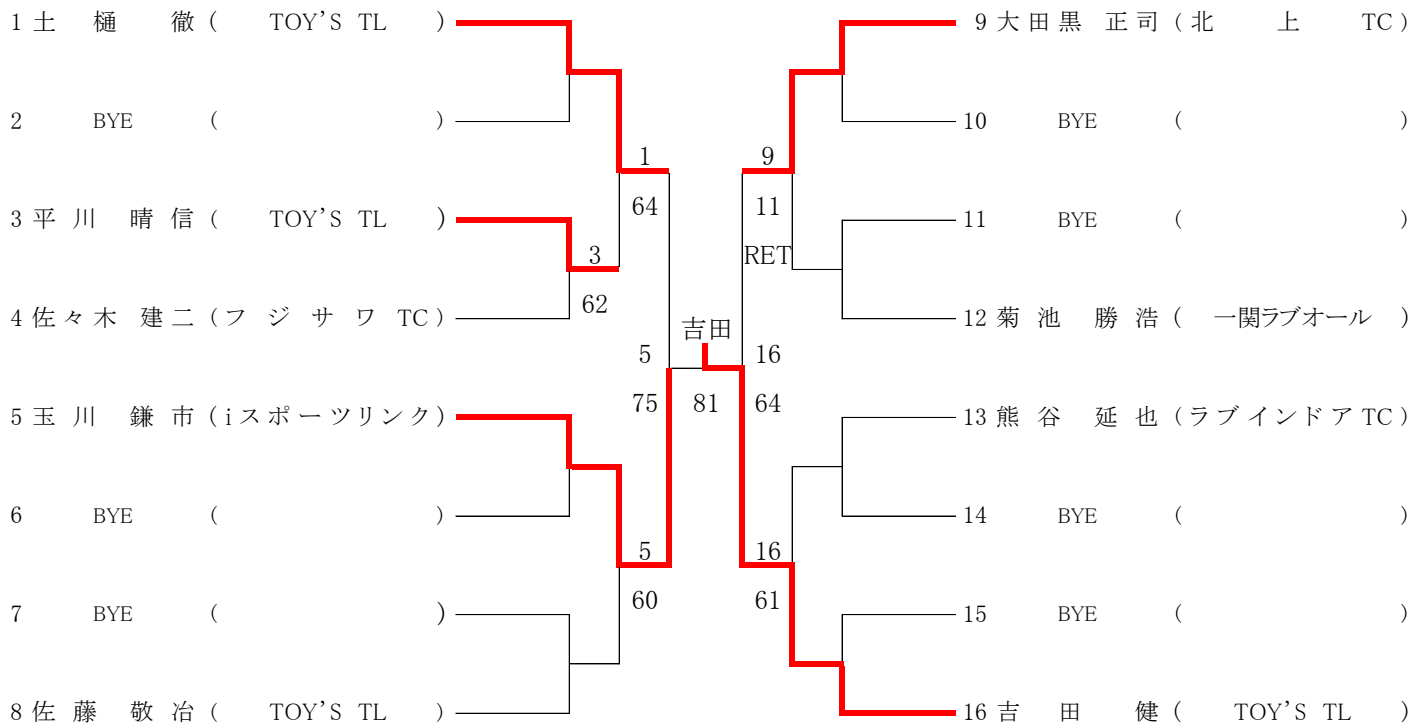 1 土 樋 徹 ( TOY'S TL )
2 BYE ( )
3 平 川 晴 信 ( TOY'S TL )
4 佐々木 建二 (フ ジ サ ワ TC)
5 玉 川 鎌 市 (iスポーツリンク)
6 BYE ( )
7 BYE ( )
8 佐 藤 敬 冶 ( TOY'S TL )
1
64
3
62
5
75
5
60
吉田
81
9
11
RET
16
64
16
61
9 大田黒 正司 (北 上 TC)
10 BYE ( )
11 BYE ( )
12 菊 池 勝 浩 ( 一関ラブオール )
13 熊 谷 延 也 (ラブインドアTC)
14 BYE ( )
15 BYE ( )
16 吉 田 健 ( TOY'S TL )